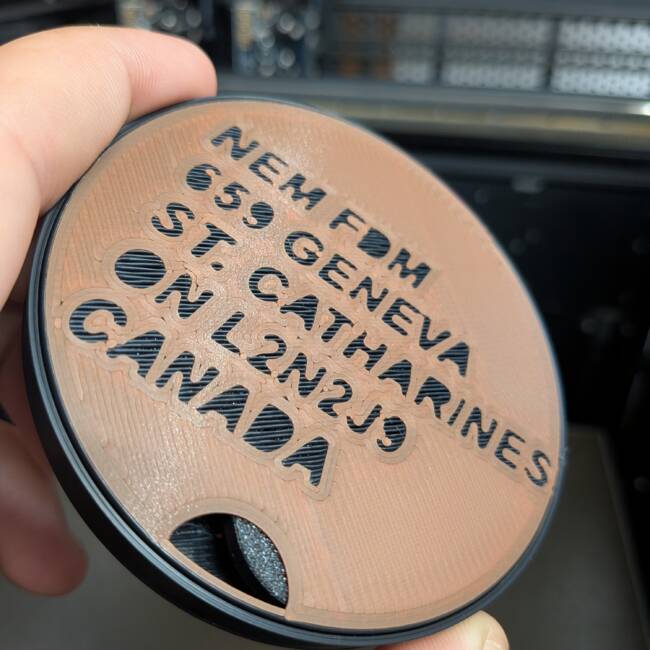 NEM FDM
659 GENEVA
ST. CATHARINES
ON L2N2J9
CANADA